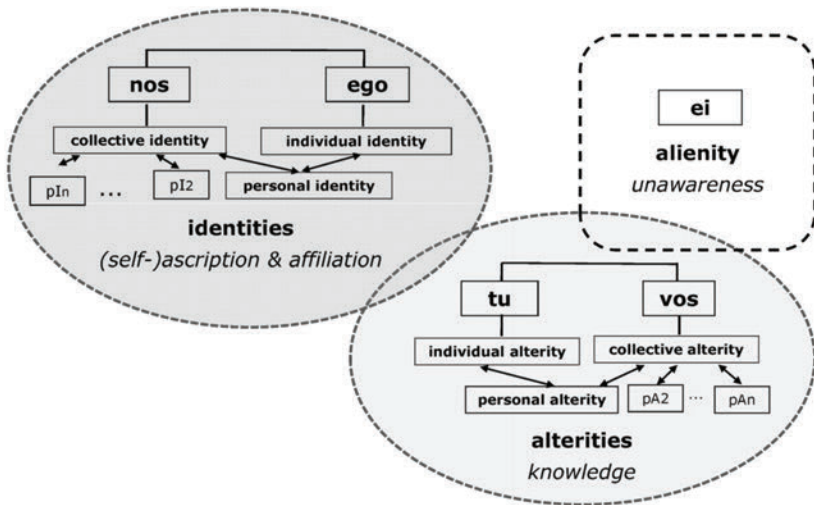 nos
ego
collective identity
individual identity
pIn
...
pI2
personal identity
identities
(self-)ascription & affiliation
ei
alienity
unawareness
tu
vos
individual alterity
collective alterity
personal alterity
pA2
...
pAn
alterities
knowledge